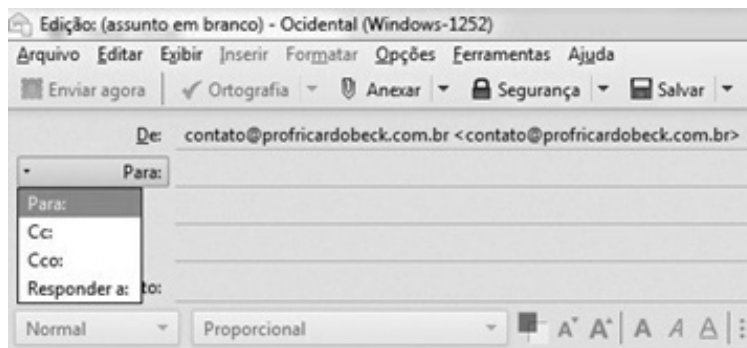 Edição: (assunto em branco) - Ocidental (Windows-1252)
Arquivo Editar Exibir Inserir Formatar Opções Ferramentas Ajuda
Enviar agora Ortografia Anexar Segurança Salvar
De: contato@profricardobeck.com.br <contato@profricardobeck.com.br>
Para:
Para:
Cc:
Cco:
Responder a: to:
Normal Proporcional A A A A A